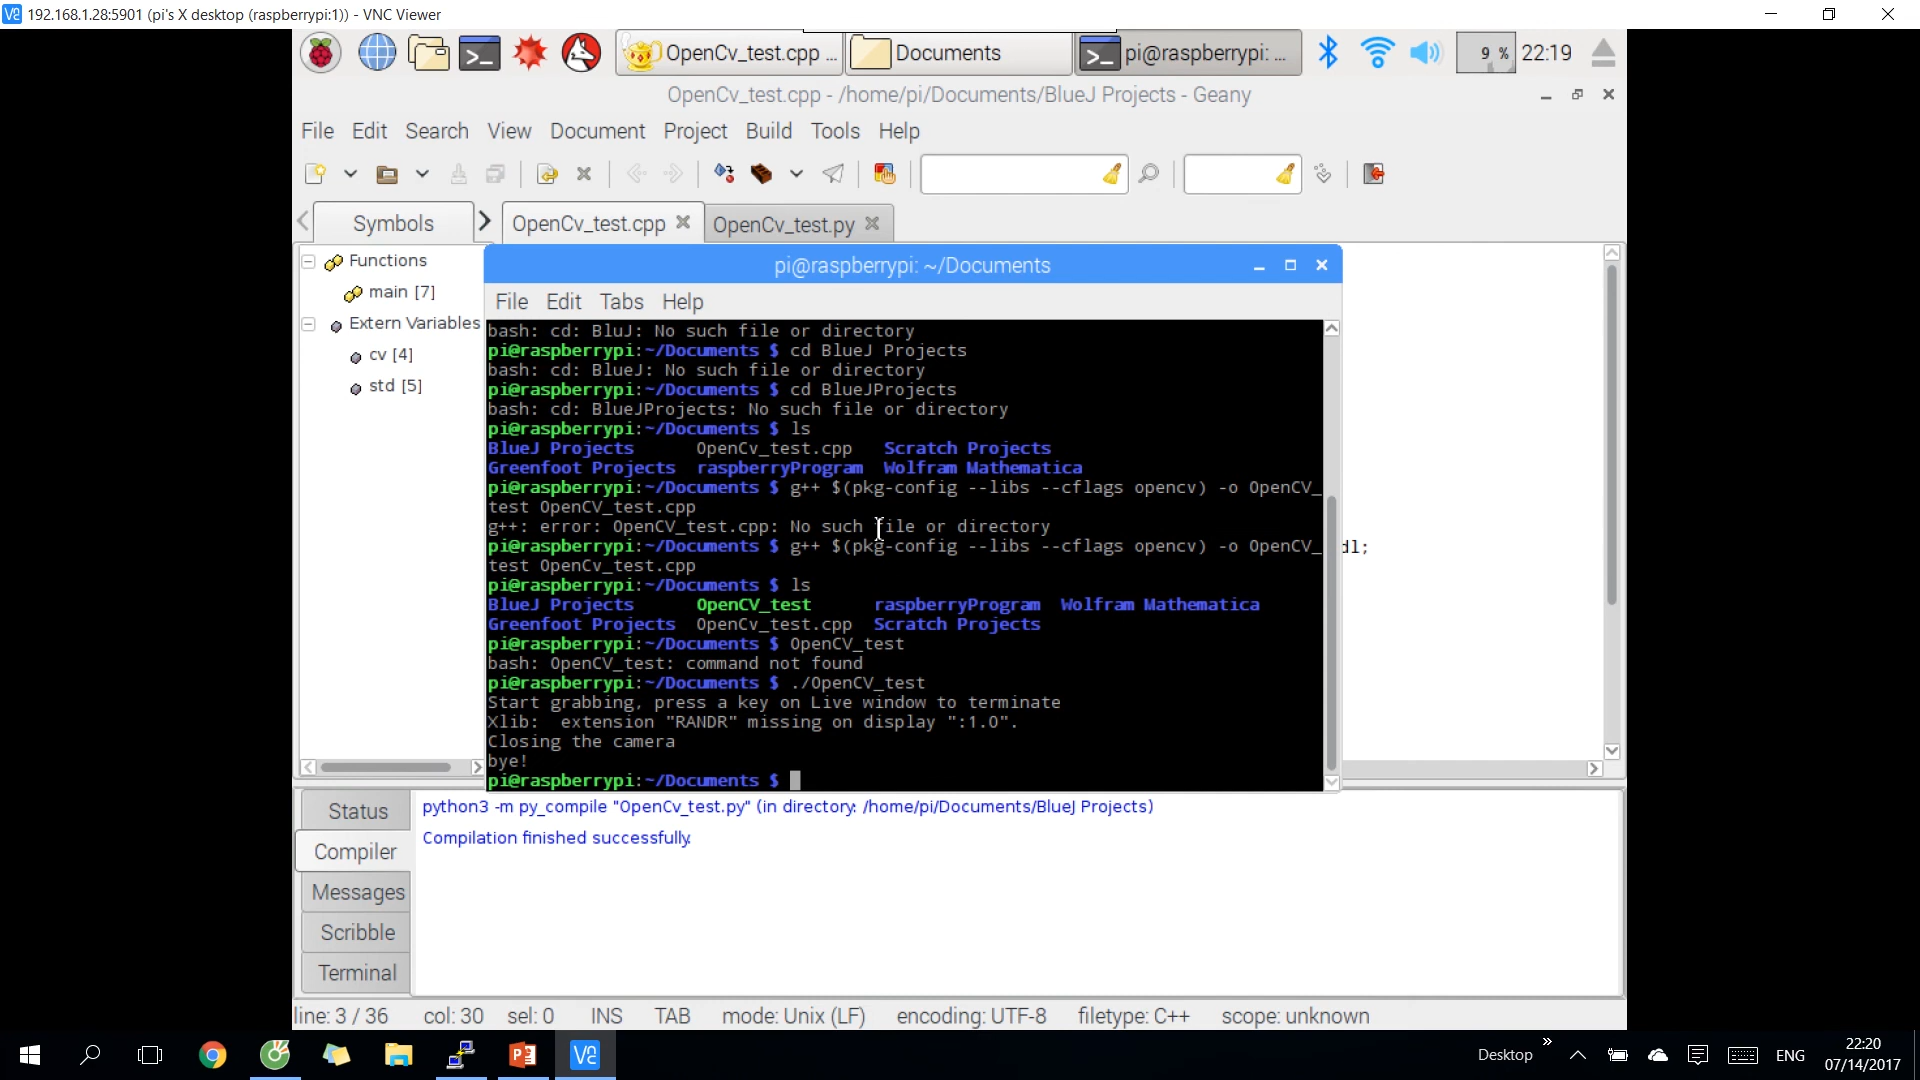 192.168.1.28:5901 (pi's X desktop (raspberrypi:1)) - VNC Viewer
OpenCv_test.cpp ... Documents pi@raspberrypi: ... 9 % 22:19
OpenCv_test.cpp - /home/pi/Documents/BlueJ Projects - Geany
File Edit Search View Document Project Build Tools Help
Symbols OpenCv_test.cpp OpenCv_test.py
Functions
main [7]
Extern Variables
cv [4]
std [5]
pi@raspberrypi: ~/Documents
File Edit Tabs Help
bash: cd: BluJ: No such file or directory
pi@raspberrypi:~/Documents $ cd BlueJ Projects
bash: cd: BlueJ: No such file or directory
pi@raspberrypi:~/Documents $ cd BlueJProjects
bash: cd: BlueJProjects: No such file or directory
pi@raspberrypi:~/Documents $ ls
BlueJ Projects OpenCv_test.cpp Scratch Projects
Greenfoot Projects raspberryProgram Wolfram Mathematica
pi@raspberrypi:~/Documents $ g++ $(pkg-config --libs --cflags opencv) -o OpenCV_
test OpenCV_test.cpp
g++: error: OpenCV_test.cpp: No such file or directory
pi@raspberrypi:~/Documents $ g++ $(pkg-config --libs --cflags opencv) -o OpenCV_
test OpenCv_test.cpp
pi@raspberrypi:~/Documents $ ls
BlueJ Projects OpenCV_test raspberryProgram Wolfram Mathematica
Greenfoot Projects OpenCv_test.cpp Scratch Projects
pi@raspberrypi:~/Documents $ OpenCV_test
bash: OpenCV_test: command not found
pi@raspberrypi:~/Documents $ ./OpenCV_test
Start grabbing, press a key on Live window to terminate
Xlib: extension "RANDR" missing on display ":1.0".
Closing the camera
bye!
pi@raspberrypi:~/Documents $
dl;
Status
Compiler
Messages
Scribble
Terminal
python3 -m py_compile "OpenCv_test.py" (in directory: /home/pi/Documents/BlueJ Projects)
Compilation finished successfully.
line: 3 / 36 col: 30 sel: 0 INS TAB mode: Unix (LF) encoding: UTF-8 filetype: C++ scope: unknown
Desktop ENG 22:20
07/14/2017